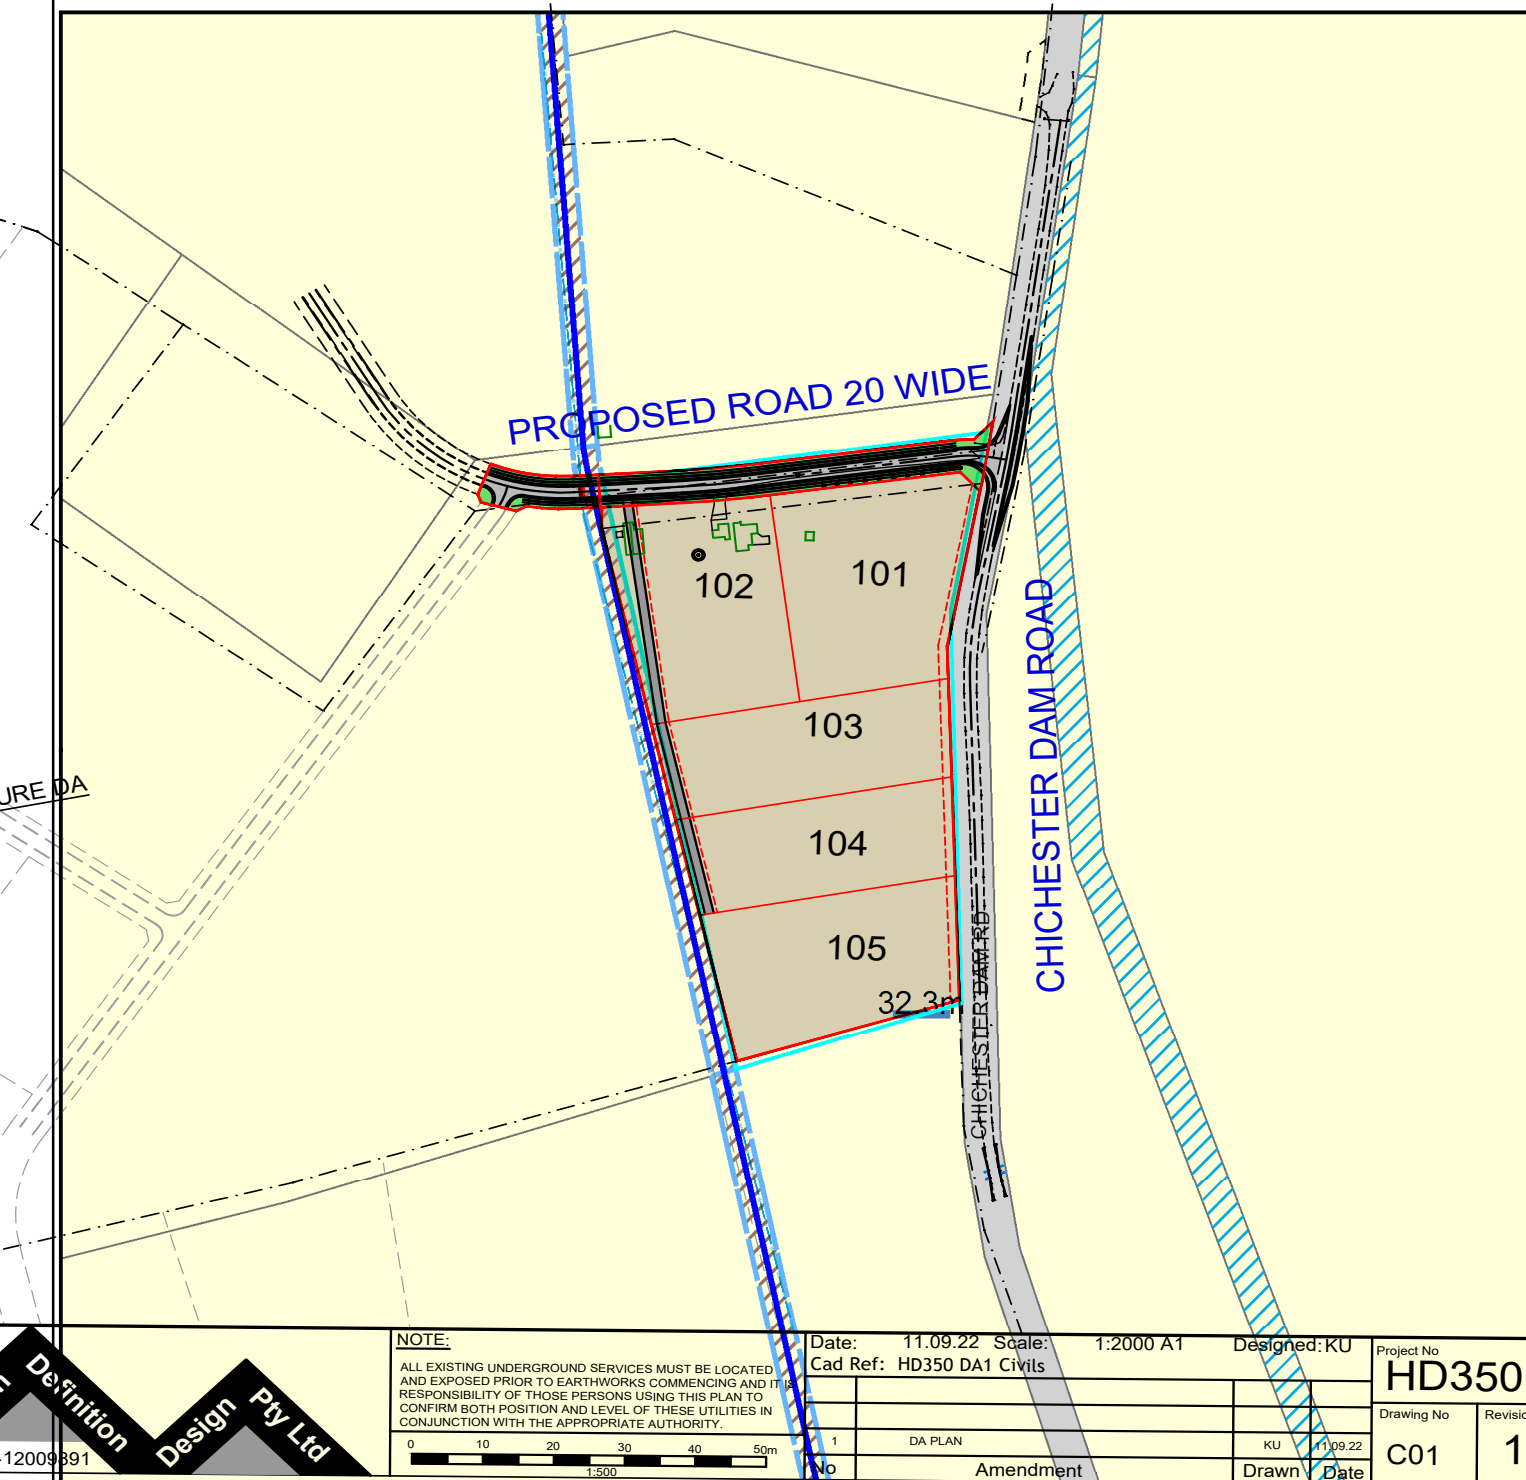 PROPOSED ROAD 20 WIDE
102
101
103
104
105
32.3m
CHICHESTER DAM ROAD
CHICHESTER DAM RD
URE DA
Definition
Design
Pty Ltd
12009891
NOTE:
ALL EXISTING UNDERGROUND SERVICES MUST BE LOCATED
AND EXPOSED PRIOR TO EARTHWORKS COMMENCING AND IT IS
RESPONSIBILITY OF THOSE PERSONS USING THIS PLAN TO
CONFIRM BOTH POSITION AND LEVEL OF THESE UTILITIES IN
CONJUNCTION WITH THE APPROPRIATE AUTHORITY.
0 10 20 30 40 50m
1:500
Date: 11.09.22 Scale: 1:2000 A1 Designed: KU
Cad Ref: HD350 DA1 Civils
1 DA PLAN KU 11.09.22
No Amendment Drawn Date
Project No
HD350
Drawing No Revisio
C01 1